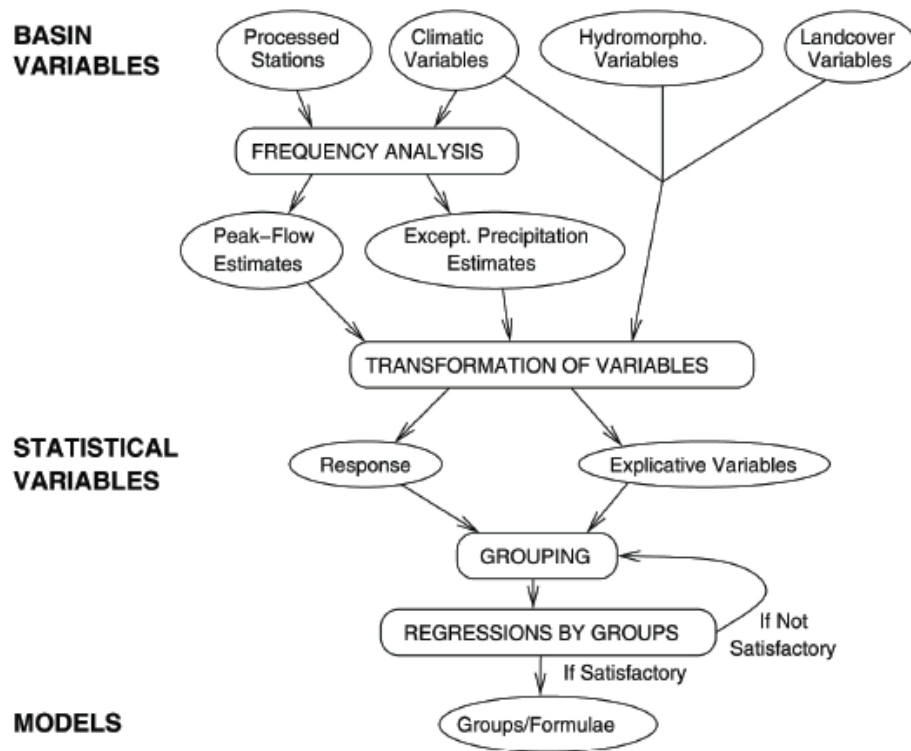 BASIN
VARIABLES
Processed
Stations
Climatic
Variables
Hydromorpho.
Variables
Landcover
Variables
FREQUENCY ANALYSIS
Peak-Flow
Estimates
Except. Precipitation
Estimates
TRANSFORMATION OF VARIABLES
STATISTICAL
VARIABLES
Response
Explicative Variables
GROUPING
REGRESSIONS BY GROUPS
If Not
Satisfactory
If Satisfactory
MODELS
Groups/Formulae